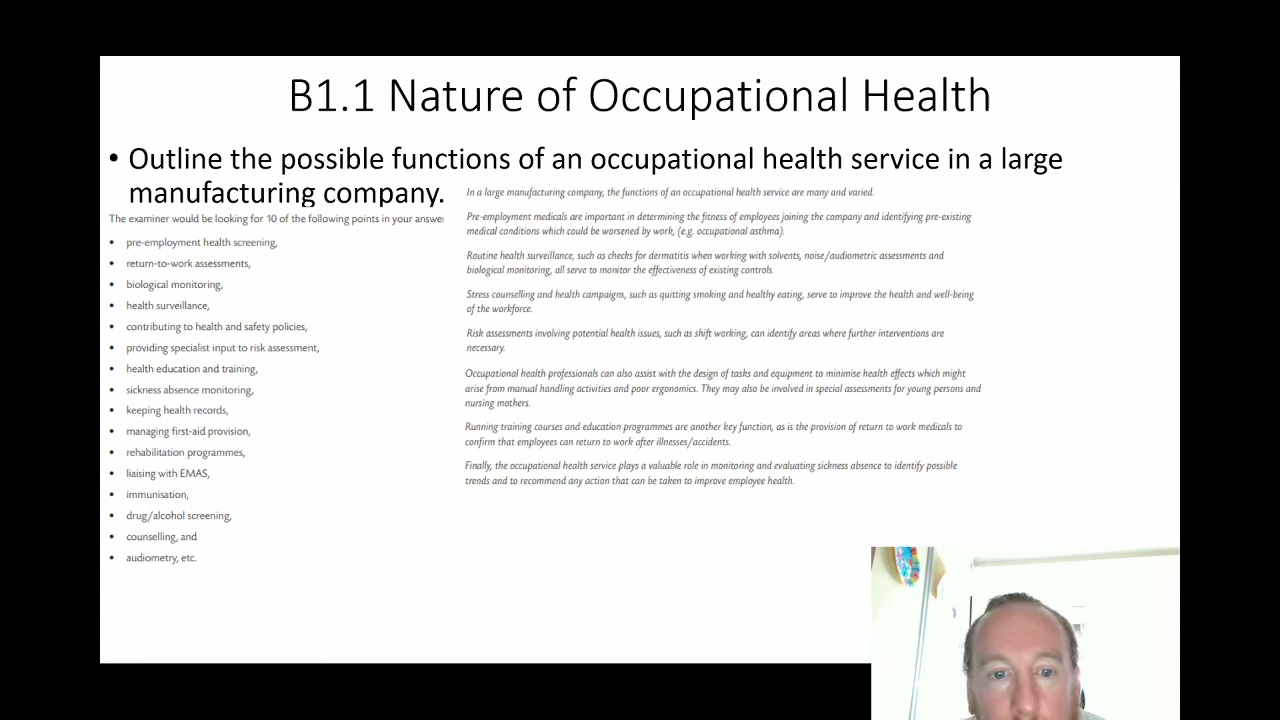 B1.1 Nature of Occupational Health
• Outline the possible functions of an occupational health service in a large
manufacturing company.
The examiner would be looking for 10 of the following points in your answer
• pre-employment health screening,
• return-to-work assessments,
• biological monitoring,
• health surveillance,
• contributing to health and safety policies,
• providing specialist input to risk assessment,
• health education and training,
• sickness absence monitoring,
• keeping health records,
• managing first-aid provision,
• rehabilitation programmes,
• liaising with EMAS,
• immunisation,
• drug/alcohol screening,
• counselling, and
• audiometry, etc.
In a large manufacturing company, the functions of an occupational health service are many and varied.
Pre-employment medicals are important in determining the fitness of employees joining the company and identifying pre-existing
medical conditions which could be worsened by work, (e.g. occupational asthma).
Routine health surveillance, such as checks for dermatitis when working with solvents, noise/audiometric assessments and
biological monitoring, all serve to monitor the effectiveness of existing controls.
Stress counselling and health campaigns, such as quitting smoking and healthy eating, serve to improve the health and well-being
of the workforce.
Risk assessments involving potential health issues, such as shift working, can identify areas where further interventions are
necessary.
Occupational health professionals can also assist with the design of tasks and equipment to minimise health effects which might
arise from manual handling activities and poor ergonomics. They may also be involved in special assessments for young persons and
nursing mothers.
Running training courses and education programmes are another key function, as is the provision of return to work medicals to
confirm that employees can return to work after illnesses/accidents.
Finally, the occupational health service plays a valuable role in monitoring and evaluating sickness absence to identify possible
trends and to recommend any action that can be taken to improve employee health.